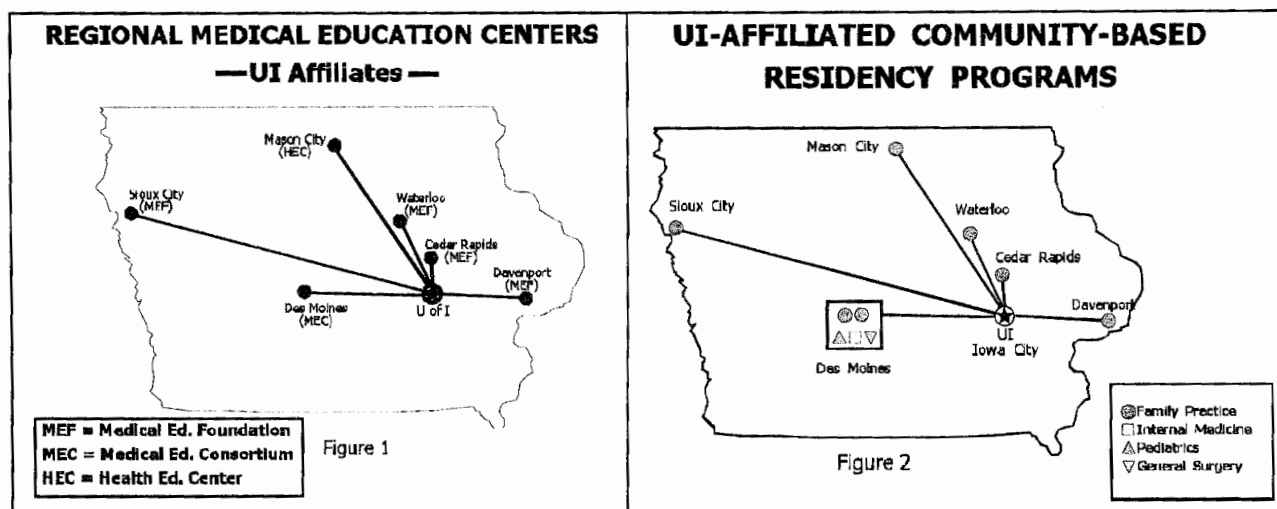 REGIONAL MEDICAL EDUCATION CENTERS
—UI Affiliates—
Mason City
(HEC)
Sioux City
(MEF)
Waterloo
(MEF)
Cedar Rapids
(MEF)
Davenport
(MEF)
Des Moines
(MEC)
U of I
MEF = Medical Ed. Foundation
MEC = Medical Ed. Consortium
HEC = Health Ed. Center
Figure 1
UI-AFFILIATED COMMUNITY-BASED
RESIDENCY PROGRAMS
Mason City
Sioux City
Waterloo
Cedar Rapids
Davenport
UI
Iowa City
Des Moines
Figure 2
Family Practice
Internal Medicine
Pediatrics
General Surgery